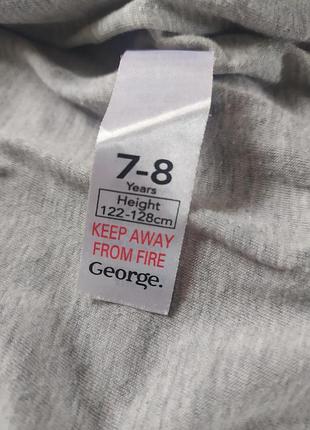 7-8
Years
Height
122-128cm
KEEP AWAY
FROM FIRE
George.